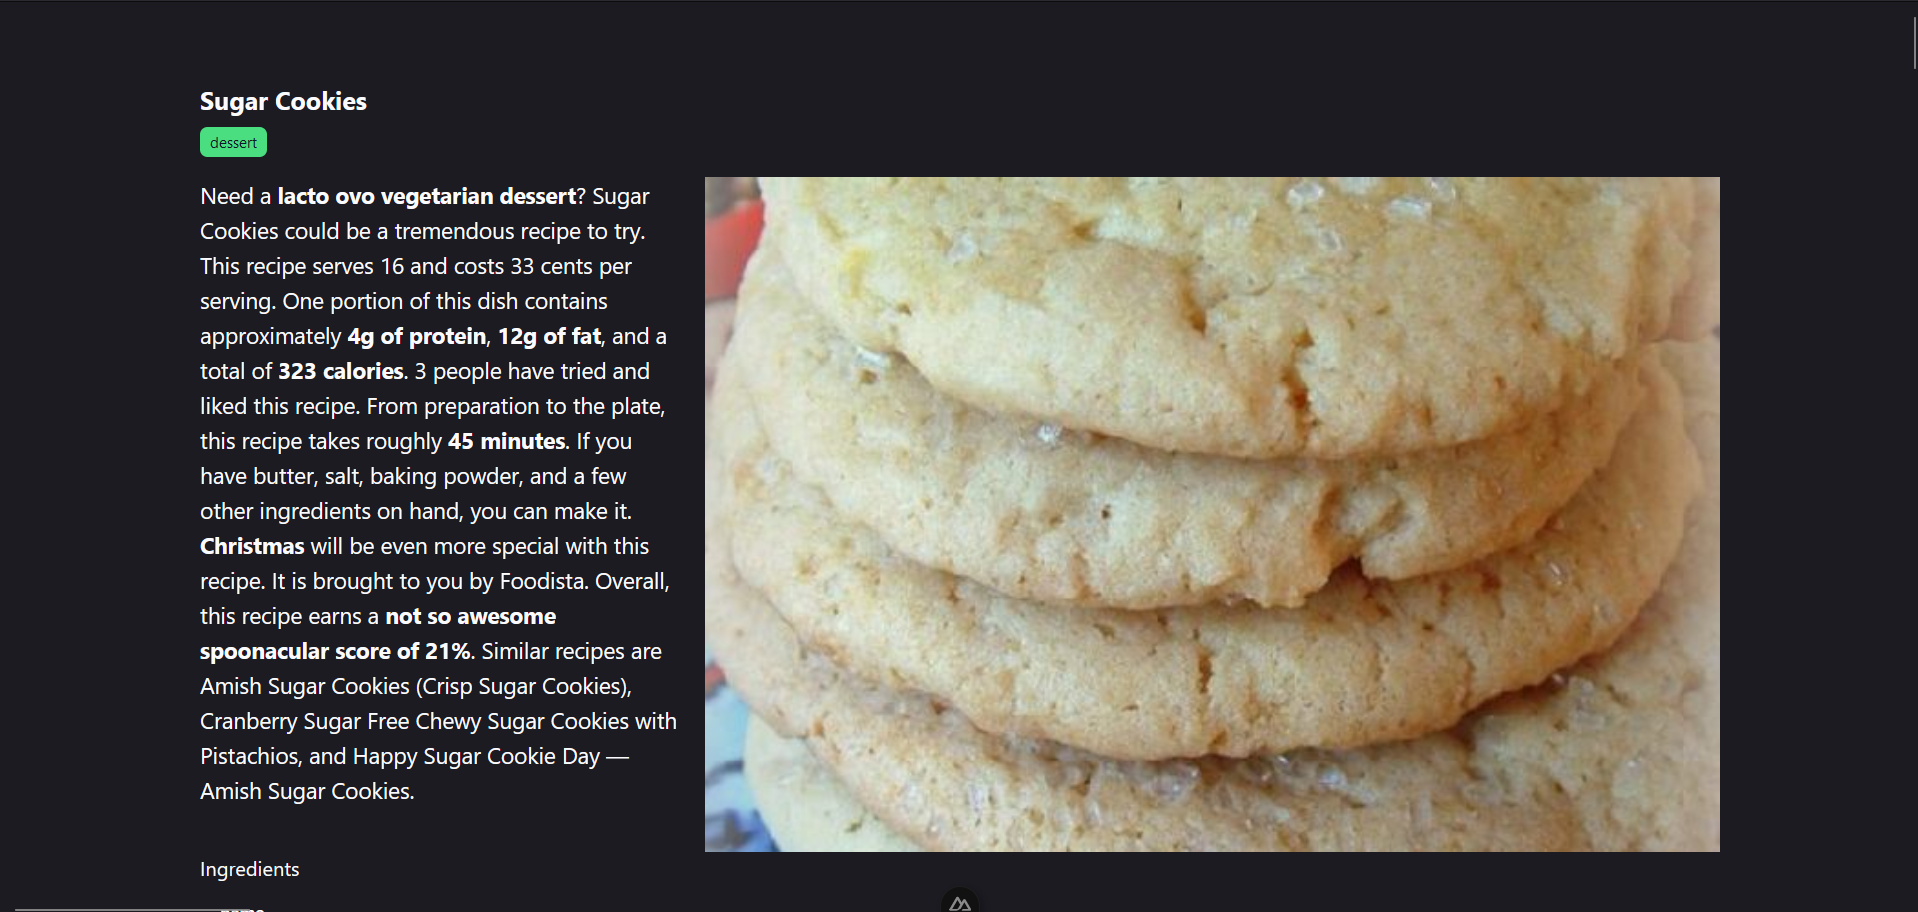 Sugar Cookies
dessert
Need a lacto ovo vegetarian dessert? Sugar
Cookies could be a tremendous recipe to try.
This recipe serves 16 and costs 33 cents per
serving. One portion of this dish contains
approximately 4g of protein, 12g of fat, and a
total of 323 calories. 3 people have tried and
liked this recipe. From preparation to the plate,
this recipe takes roughly 45 minutes. If you
have butter, salt, baking powder, and a few
other ingredients on hand, you can make it.
Christmas will be even more special with this
recipe. It is brought to you by Foodista. Overall,
this recipe earns a not so awesome
spoonacular score of 21%. Similar recipes are
Amish Sugar Cookies (Crisp Sugar Cookies),
Cranberry Sugar Free Chewy Sugar Cookies with
Pistachios, and Happy Sugar Cookie Day —
Amish Sugar Cookies.
Ingredients